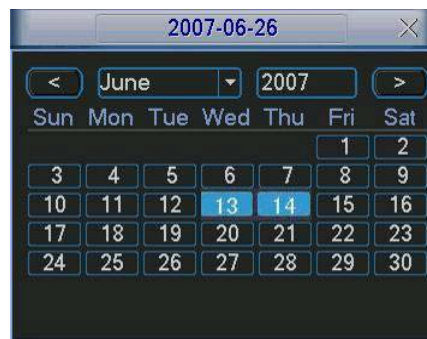 2007-06-26
< June 2007 >
Sun Mon Tue Wed Thu Fri Sat
1 2
3 4 5 6 7 8 9
10 11 12 13 14 15 16
17 18 19 20 21 22 23
24 25 26 27 28 29 30